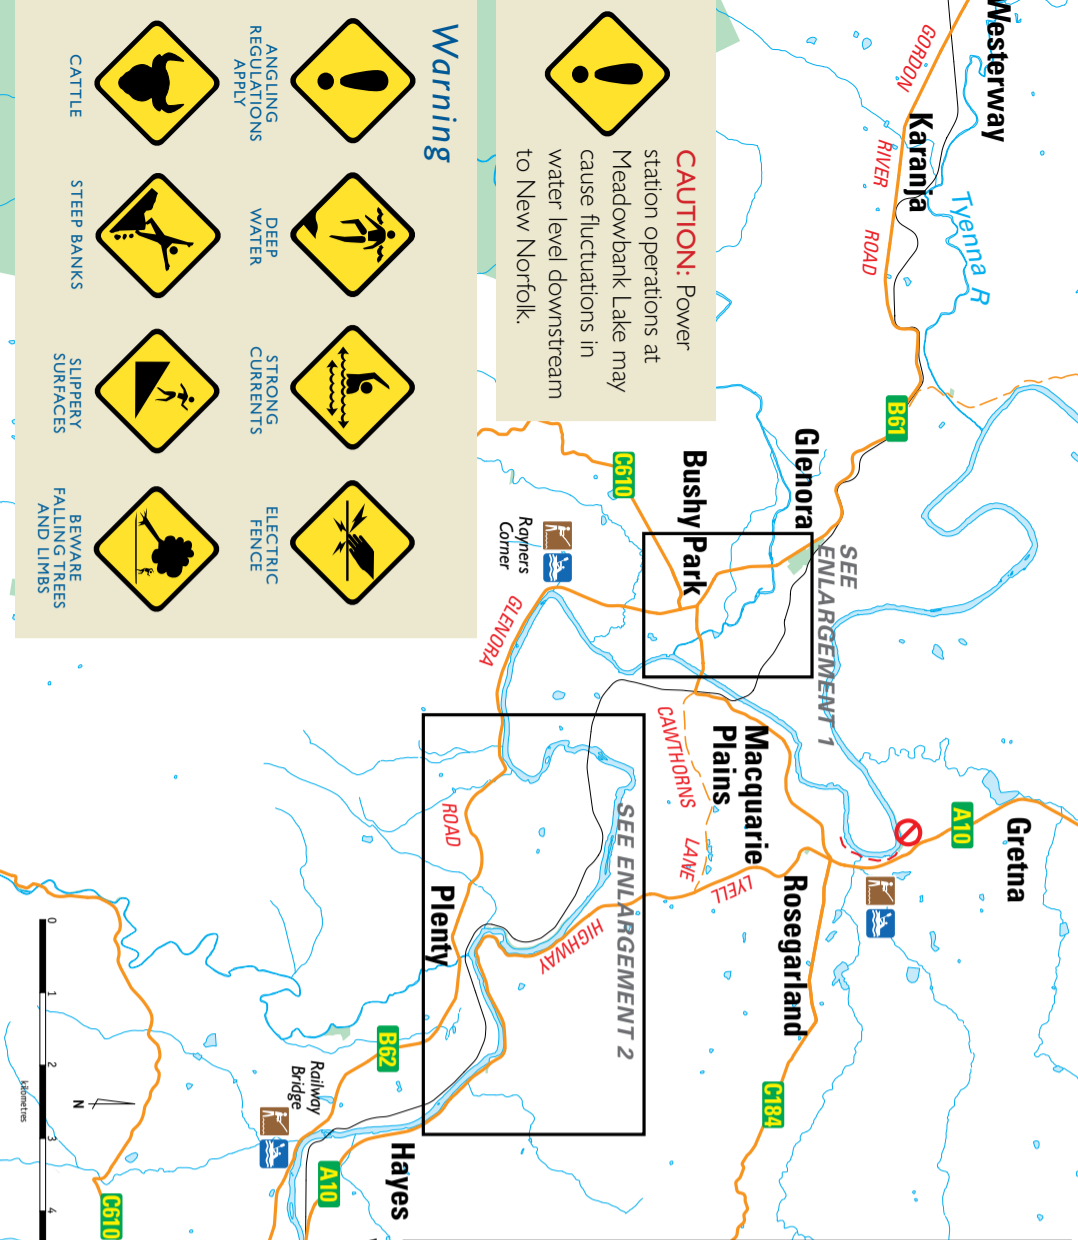 Westerway
GORDON
Karanja
RIVER
ROAD
Tyenna R
B61
Glenora
SEE
ENLARGEMENT 1
Bushy Park
C610
Rayners
Corner
GLENORA
CAWTHORNS
LANE
Macquarie
Plains
LYELL
A10
Gretna
Rosegarland
C184
SEE ENLARGEMENT 2
HIGHWAY
ROAD
Plenty
B62
Railway
Bridge
Hayes
A10
C610
CAUTION: Power
station operations at
Meadowbank Lake may
cause fluctuations in
water level downstream
to New Norfolk.
Warning
ANGLING
REGULATIONS
APPLY
DEEP
WATER
STRONG
CURRENTS
ELECTRIC
FENCE
CATTLE
STEEP BANKS
SLIPPERY
SURFACES
BEWARE
FALLING TREES
AND LIMBS
N
0 1 2 3 4
kilometres